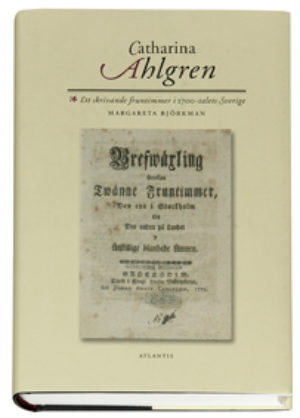 Catharina
Ahlgren
Ett skrivande fruntimmer i 1700-talets Sverige
MARGARETA BJÖRKMAN
Brefwäxling
Emellan
Twänne Fruntimmer,
Den ena i Stockholm
Och
Den andra på Landet
I
åtskillige blandade Ämnen.
STOCKHOLM,
ATLANTIS